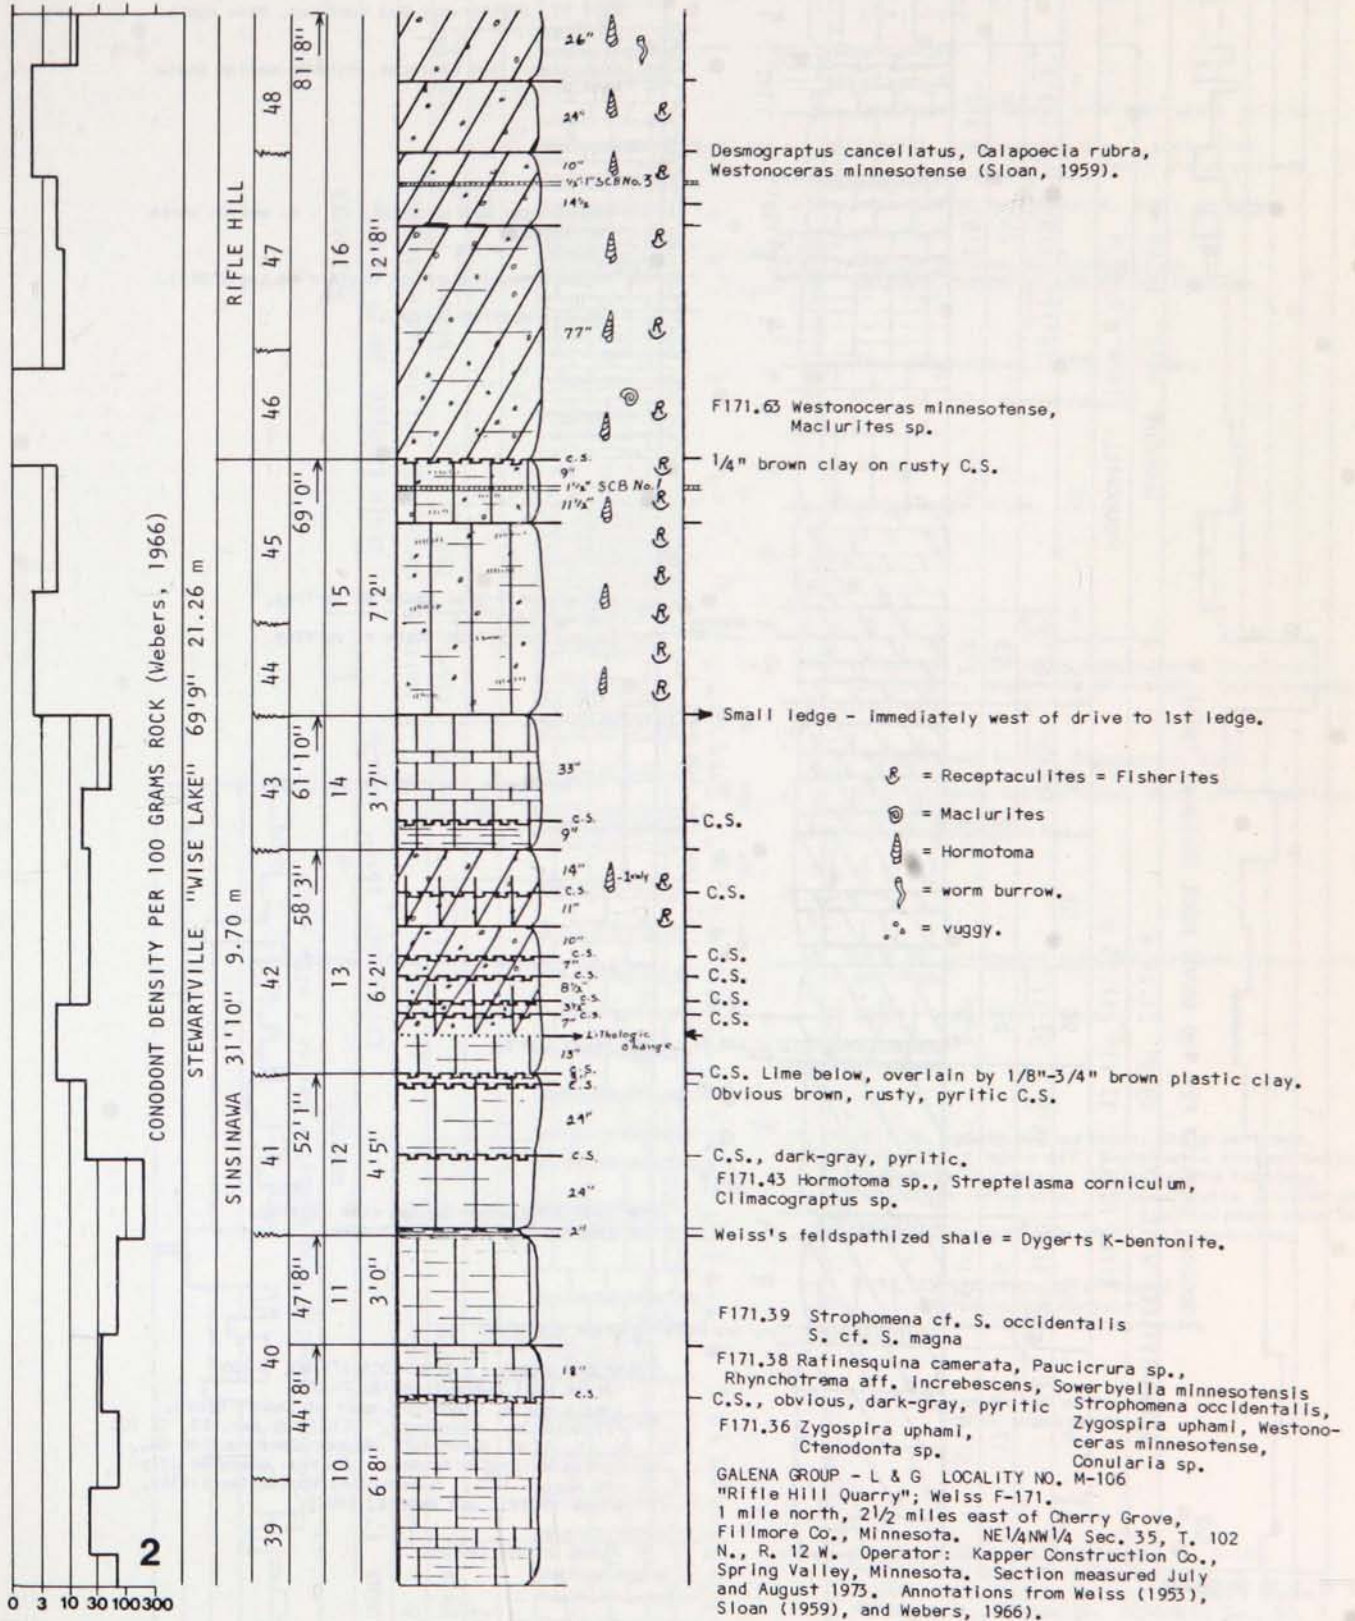 CONODONT DENSITY PER 100 GRAMS ROCK (Webers, 1966)
0 3 10 30 100 300
2
STEWARTVILLE "WISE LAKE" 69'9" 21.26 m
SINSINAWA 31'10" 9.70 m
RIFLE HILL
48
47
46
45
44
43
42
41
40
39
81'8"
69'0"
61'10"
58'3"
52'1"
47'8"
44'8"
16
15
14
13
12
11
10
12'8"
7'2"
3'7"
6'2"
4'5"
3'0"
6'8"
26"
24"
10"
½-1" SCB No. 3
14½
77"
c.s.
9"
1½" SCB No. 1
11½"
33"
c.s.
9"
14"
c.s.
11"
10"
c.s.
7"
c.s.
8½"
c.s.
3½"
c.s.
7"
Lithologic
change
15"
c.s.
c.s.
24"
c.s.
24"
2"
18"
c.s.
Desmograptus cancellatus, Calapoecia rubra,
Westonoceras minnesotense (Sloan, 1959).
F171.63 Westonoceras minnesotense,
Maclurites sp.
1/4" brown clay on rusty C.S.
Small ledge - immediately west of drive to 1st ledge.
R = Receptaculites = Fisherites
= Maclurites
= Hormotoma
= worm burrow.
= vuggy.
C.S.
C.S.
C.S.
C.S.
C.S.
C.S.
C.S. Lime below, overlain by 1/8"-3/4" brown plastic clay.
Obvious brown, rusty, pyritic C.S.
C.S., dark-gray, pyritic.
F171.43 Hormotoma sp., Streptelasma corniculum,
Climacograptus sp.
Weiss's feldspathized shale = Dygerts K-bentonite.
F171.39 Strophomena cf. S. occidentalis
S. cf. S. magna
F171.38 Rafinesquina camerata, Paucicrura sp.,
Rhynchotrema aff. increbescens, Sowerbyella minnesotensis
C.S., obvious, dark-gray, pyritic
Strophomena occidentalis,
Zygospira uphami, Westono-
ceras minnesotense,
Conularia sp.
F171.36 Zygospira uphami,
Ctenodonta sp.
GALENA GROUP - L & G LOCALITY NO. M-106
"Rifle Hill Quarry"; Weiss F-171.
1 mile north, 2½ miles east of Cherry Grove,
Fillmore Co., Minnesota. NE1/4NW1/4 Sec. 35, T. 102
N., R. 12 W. Operator: Kapper Construction Co.,
Spring Valley, Minnesota. Section measured July
and August 1973. Annotations from Weiss (1953),
Sloan (1959), and Webers, 1966).